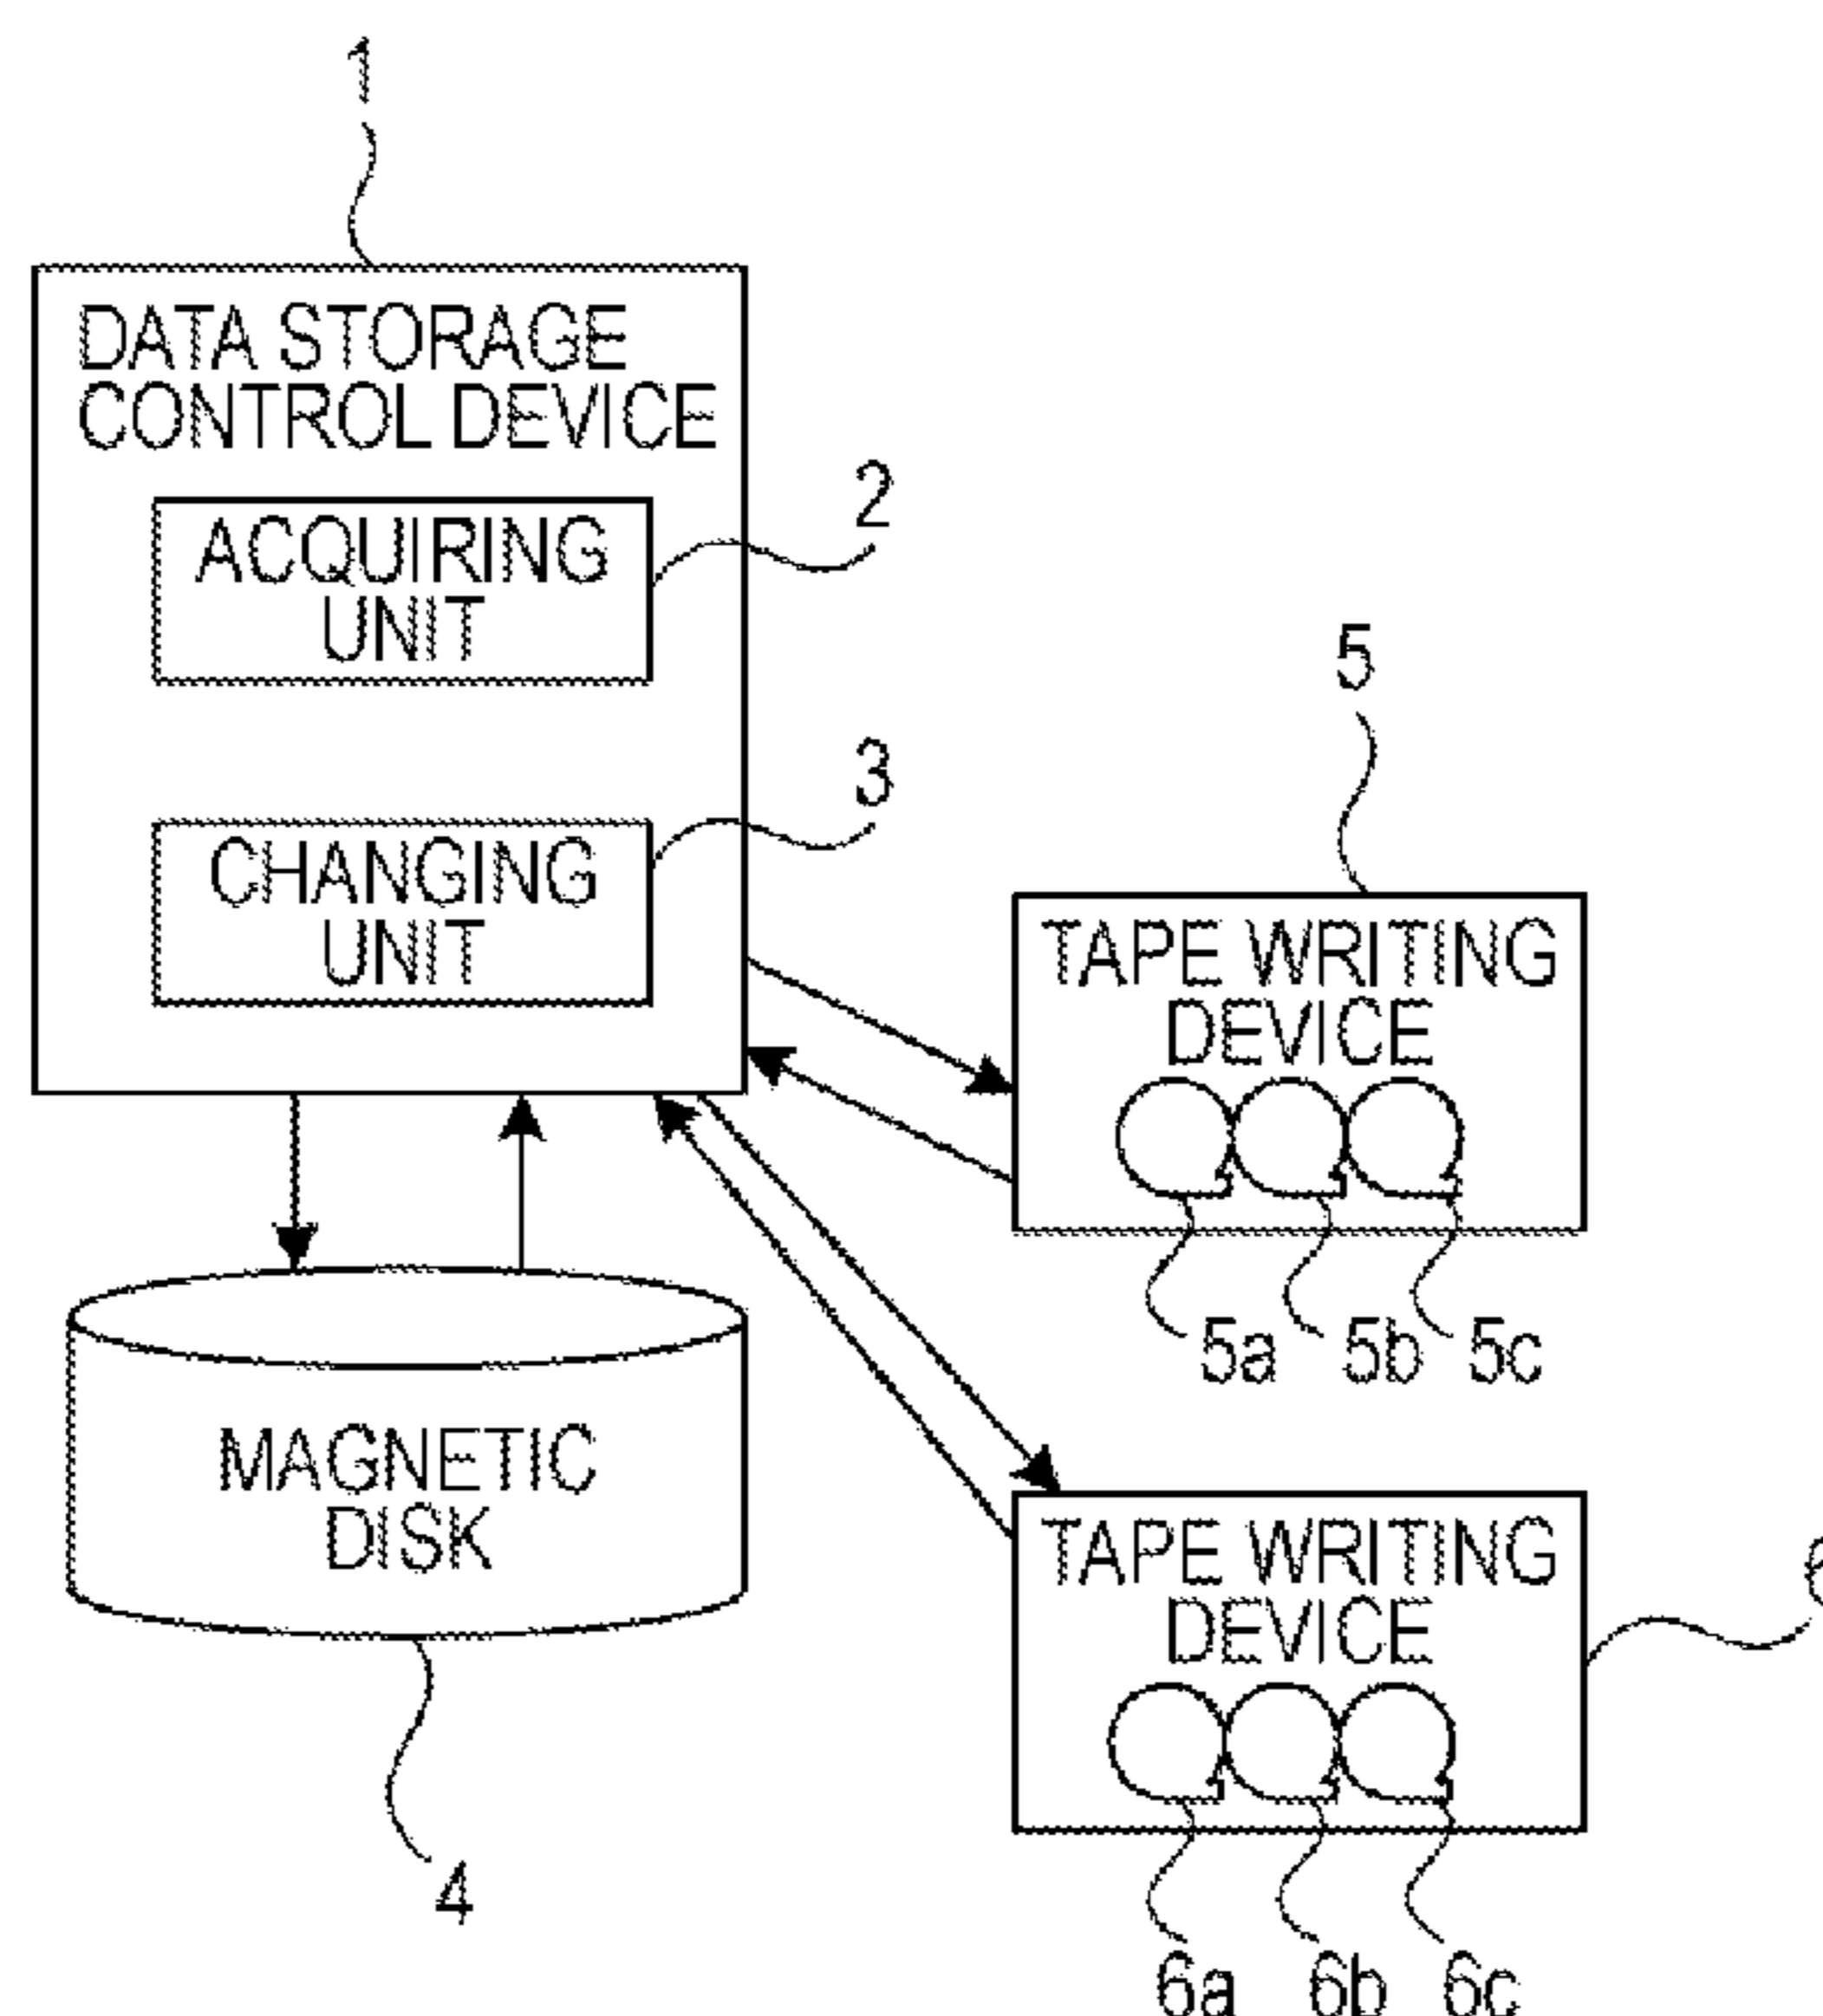 1
DATA STORAGE
CONTROL DEVICE
2
ACQUIRING
UNIT
3
CHANGING
UNIT
5
TAPE WRITING
DEVICE
5a 5b 5c
MAGNETIC
DISK
4
6
TAPE WRITING
DEVICE
6a 6b 6c